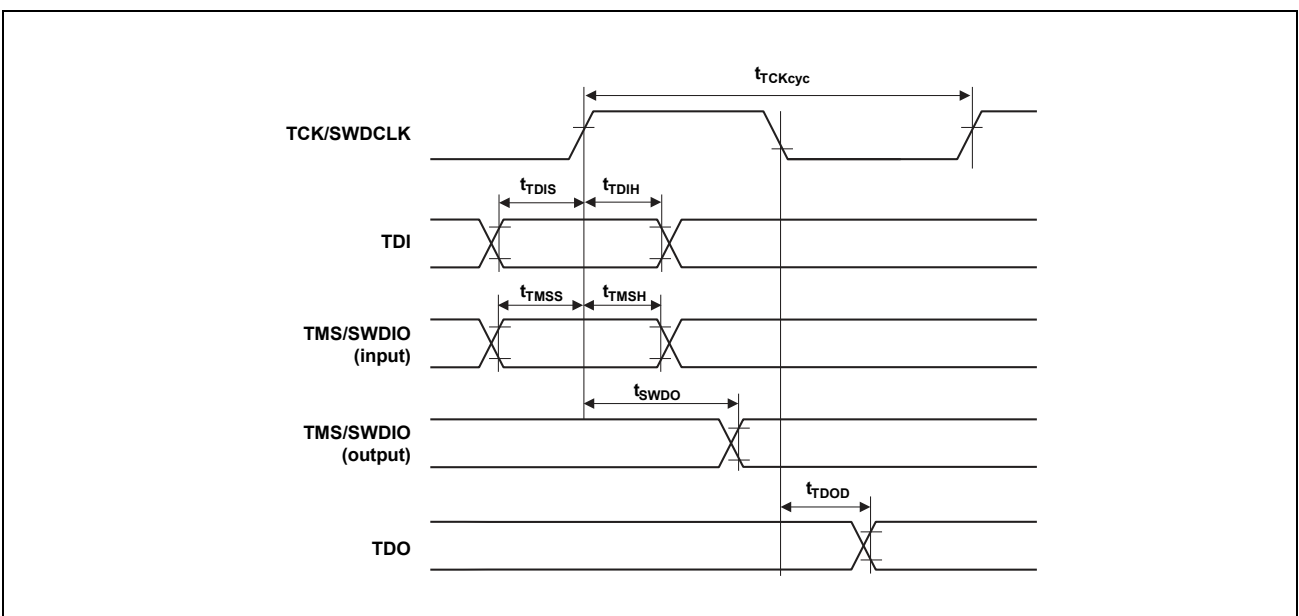 tTCKcyc
TCK/SWDCLK
tTDIS tTDIH
TDI
tTMSS tTMSH
TMS/SWDIO
(input)
tSWDO
TMS/SWDIO
(output)
tTDOD
TDO